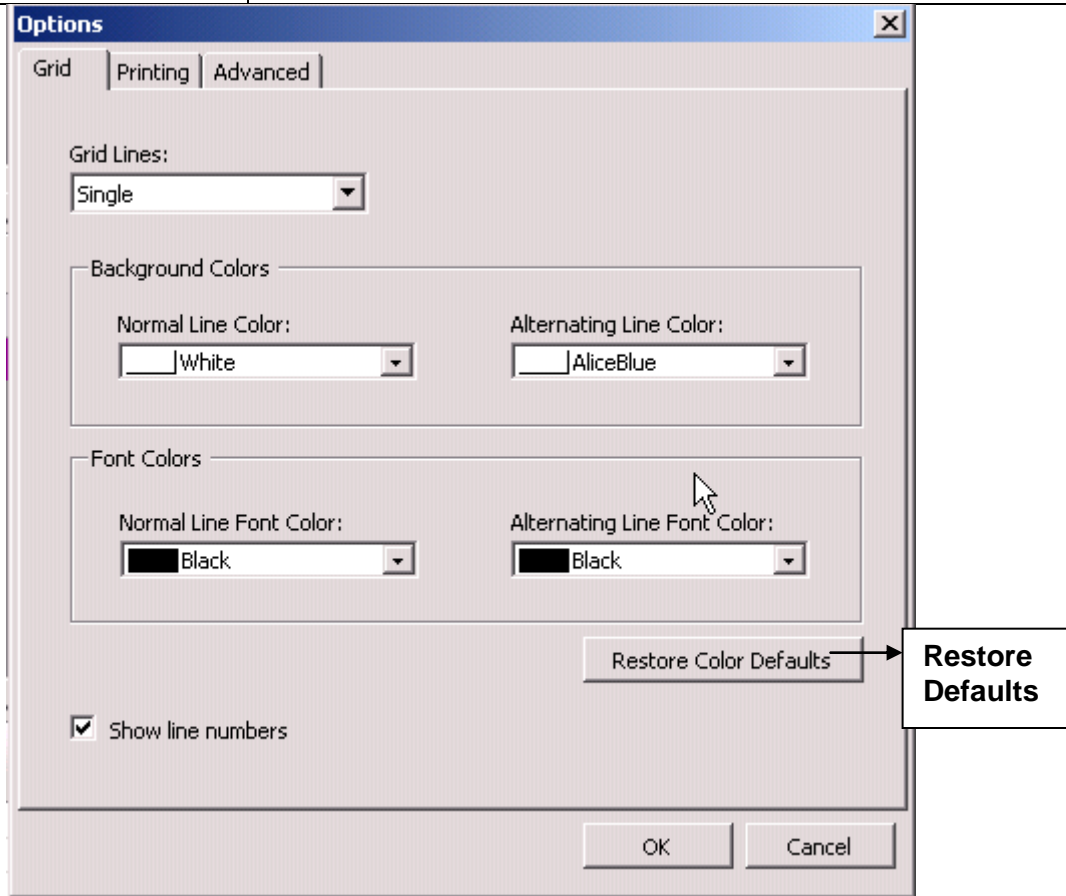 Options
Grid Printing Advanced
Grid Lines:
Single
Background Colors
Normal Line Color: Alternating Line Color:
White AliceBlue
Font Colors
Normal Line Font Color: Alternating Line Font Color:
Black Black
Restore Color Defaults
Restore
Defaults
Show line numbers
OK Cancel